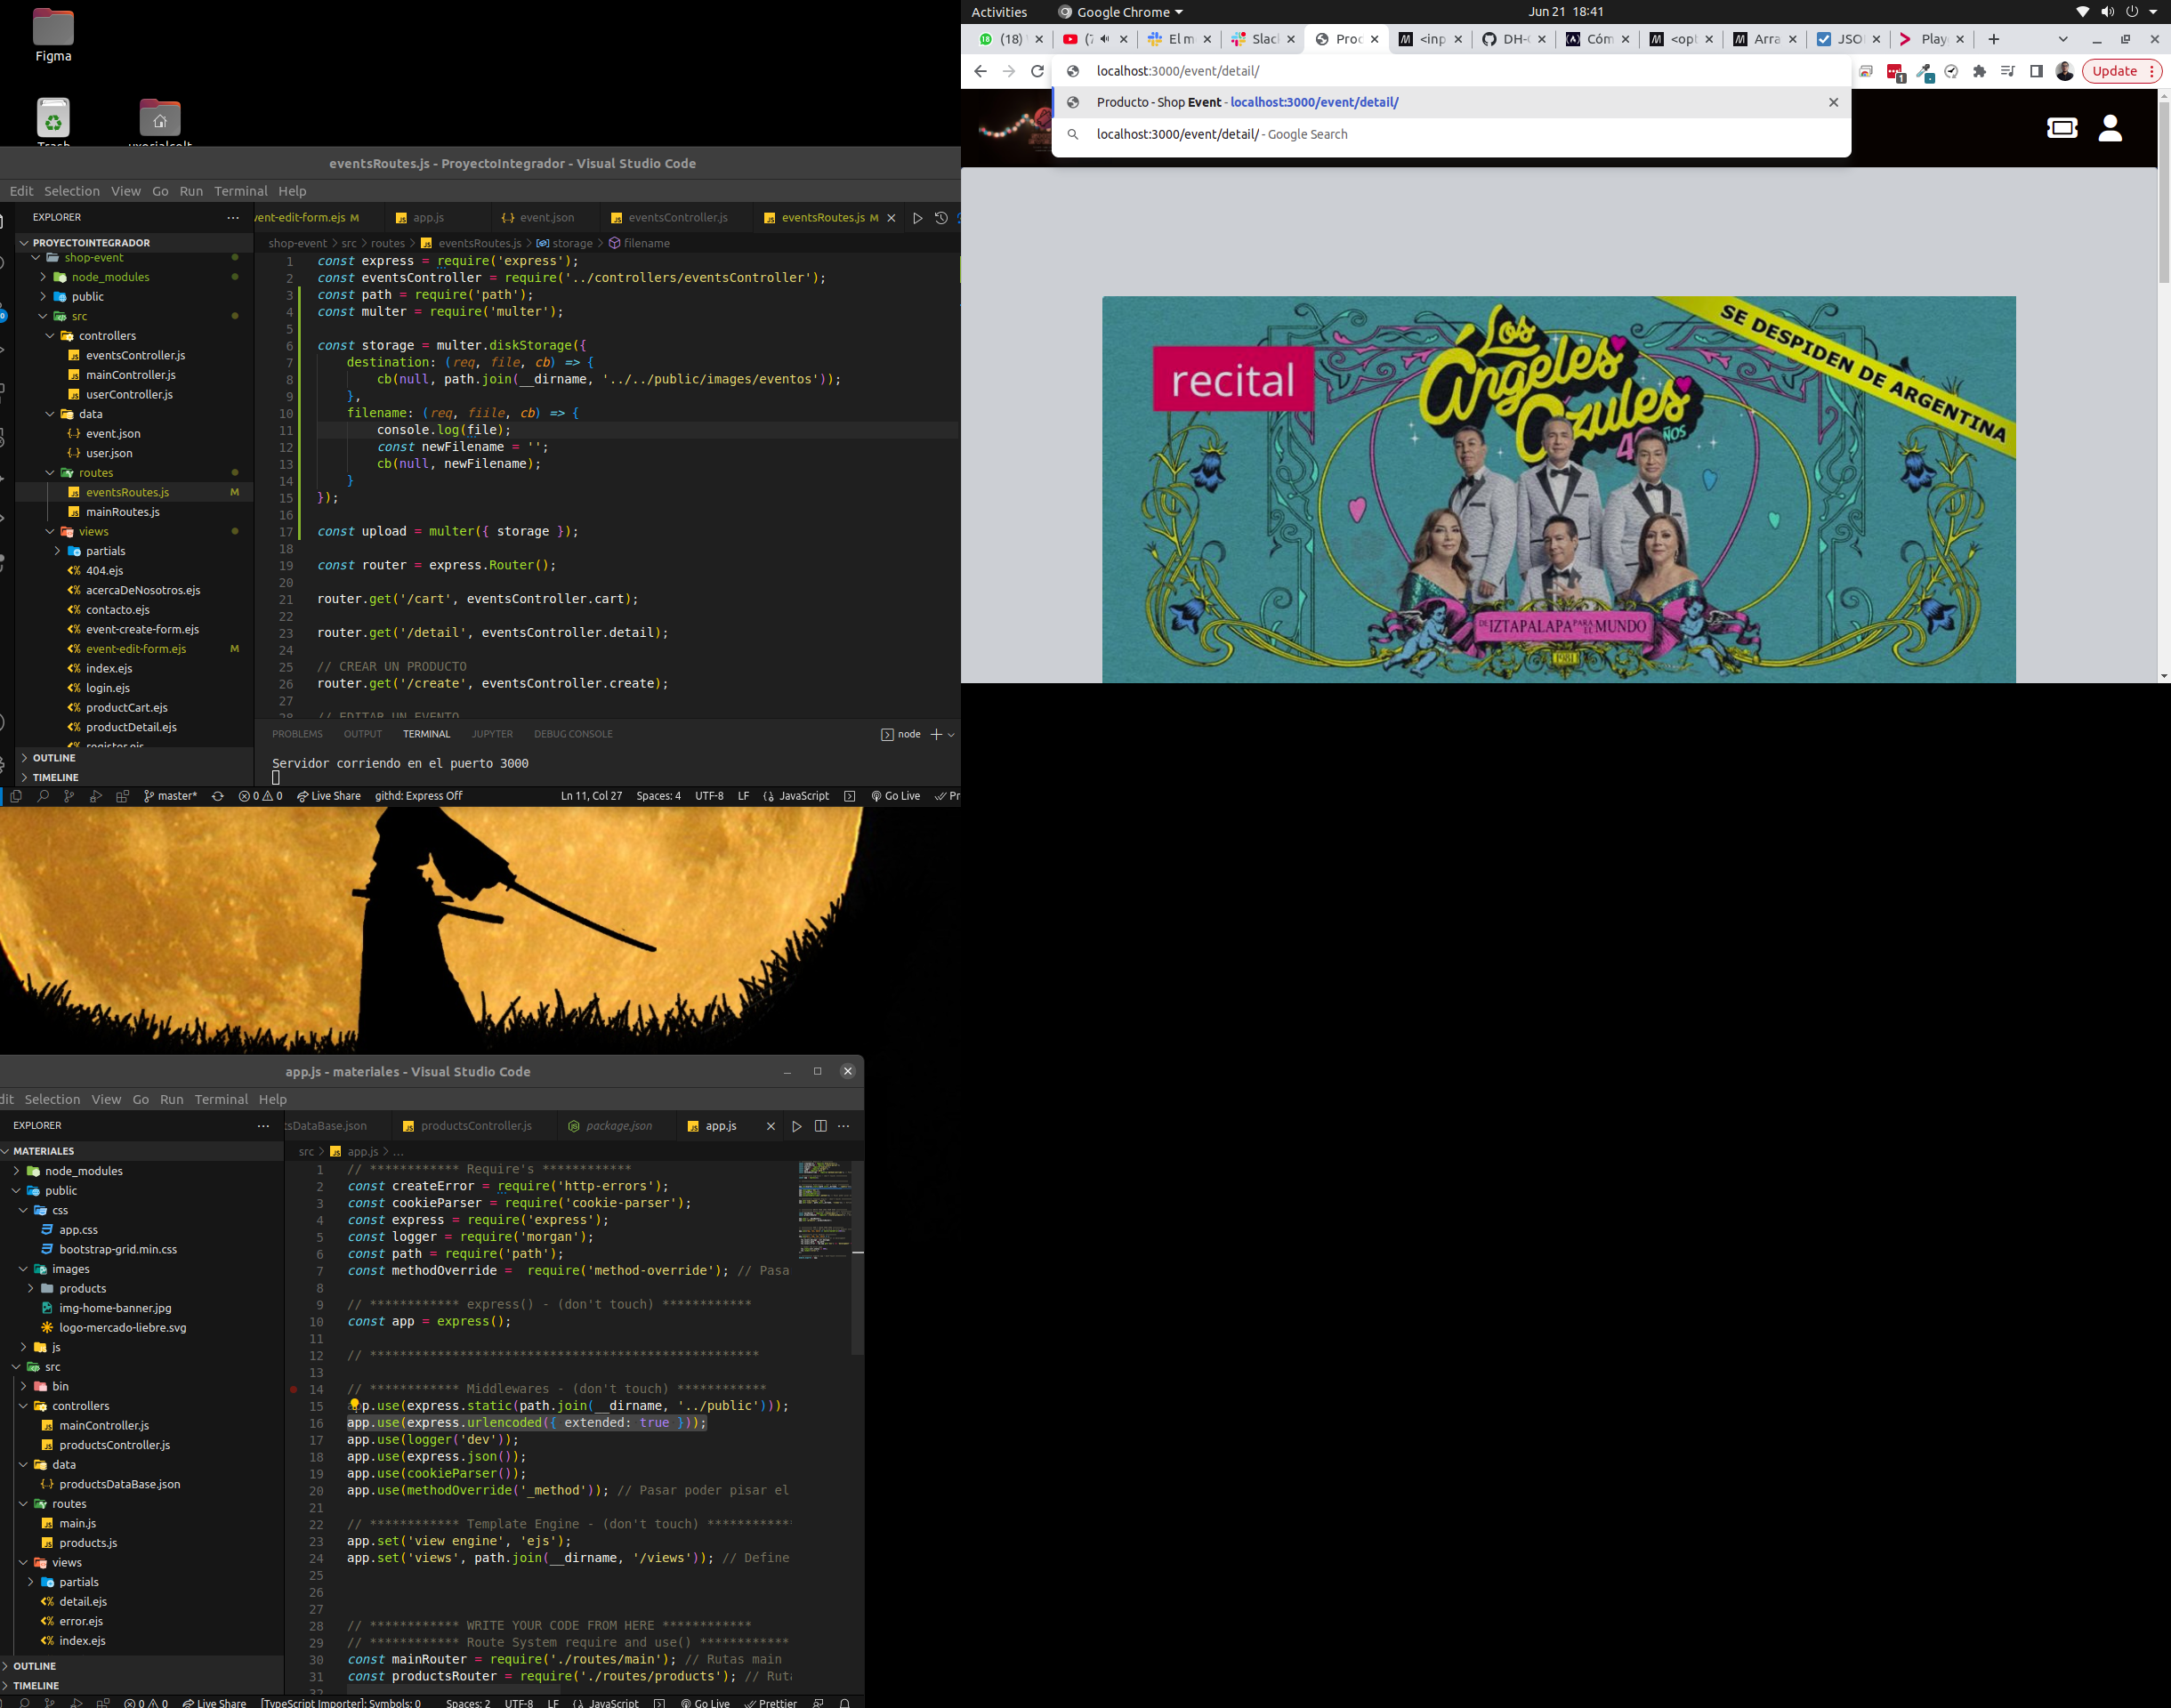 Figma
Trash
eventsRoutes.js - ProyectoIntegrador - Visual Studio Code
Edit Selection View Go Run Terminal Help
EXPLORER
PROYECTOINTEGRADOR
shop-event
node_modules
public
src
controllers
eventsController.js
mainController.js
userController.js
data
event.json
user.json
routes
eventsRoutes.js M
mainRoutes.js
views
partials
404.ejs
acercaDeNosotros.ejs
contacto.ejs
event-create-form.ejs
event-edit-form.ejs M
index.ejs
login.ejs
productCart.ejs
productDetail.ejs
register.ejs
OUTLINE
TIMELINE
vent-edit-form.ejs M app.js event.json eventsController.js eventsRoutes.js M
shop-event > src > routes > eventsRoutes.js > storage > filename
1 const express = require('express');
2 const eventsController = require('../controllers/eventsController');
3 const path = require('path');
4 const multer = require('multer');
5
6 const storage = multer.diskStorage({
7 destination: (req, file, cb) => {
8 cb(null, path.join(__dirname, '../../public/images/eventos'));
9 },
10 filename: (req, fiile, cb) => {
11 console.log(file);
12 const newFilename = '';
13 cb(null, newFilename);
14 }
15 });
16
17 const upload = multer({ storage });
18
19 const router = express.Router();
20
21 router.get('/cart', eventsController.cart);
22
23 router.get('/detail', eventsController.detail);
24
25 // CREAR UN PRODUCTO
26 router.get('/create', eventsController.create);
27
28 // EDITAR UN EVENTO
PROBLEMS OUTPUT TERMINAL JUPYTER DEBUG CONSOLE
node
Servidor corriendo en el puerto 3000
master* 0 0 Live Share githd: Express Off Ln 11, Col 27 Spaces: 4 UTF-8 LF JavaScript Go Live Pr
Activities Google Chrome Jun 21 18:41
(18) El m Slac Proc <inp DH- Cóm <opt Arra JSO Play
localhost:3000/event/detail/
Update
Producto - Shop Event - localhost:3000/event/detail/
localhost:3000/event/detail/ - Google Search
recital
Los
Ángeles
Azules
40 AÑOS
SE DESPIDEN DE ARGENTINA
DE IZTAPALAPA PARA EL MUNDO
1981
app.js - materiales - Visual Studio Code
dit Selection View Go Run Terminal Help
EXPLORER
MATERIALES
node_modules
public
css
app.css
bootstrap-grid.min.css
images
products
img-home-banner.jpg
logo-mercado-liebre.svg
js
src
bin
controllers
mainController.js
productsController.js
data
productsDataBase.json
routes
main.js
products.js
views
partials
detail.ejs
error.ejs
index.ejs
OUTLINE
TIMELINE
tsDataBase.json productsController.js package.json app.js
src > app.js > ...
1 // ************ Require's ************
2 const createError = require('http-errors');
3 const cookieParser = require('cookie-parser');
4 const express = require('express');
5 const logger = require('morgan');
6 const path = require('path');
7 const methodOverride =  require('method-override'); // Pasa
8
9 // ************ express() - (don't touch) ************
10 const app = express();
11
12 // ****************************************************
13
14 // ************ Middlewares - (don't touch) ************
15 app.use(express.static(path.join(__dirname, '../public')));
16 app.use(express.urlencoded({ extended: true }));
17 app.use(logger('dev'));
18 app.use(express.json());
19 app.use(cookieParser());
20 app.use(methodOverride('_method')); // Pasar poder pisar el
21
22 // ************ Template Engine - (don't touch) ************
23 app.set('view engine', 'ejs');
24 app.set('views', path.join(__dirname, '/views')); // Define
25
26
27
28 // ************ WRITE YOUR CODE FROM HERE ************
29 // ************ Route System require and use() ************
30 const mainRouter = require('./routes/main'); // Rutas main
31 const productsRouter = require('./routes/products'); // Ruta
32
0 0 Live Share [TypeScript Importer]: Symbols: 0 Spaces: 2 UTF-8 LF JavaScript Go Live Prettier